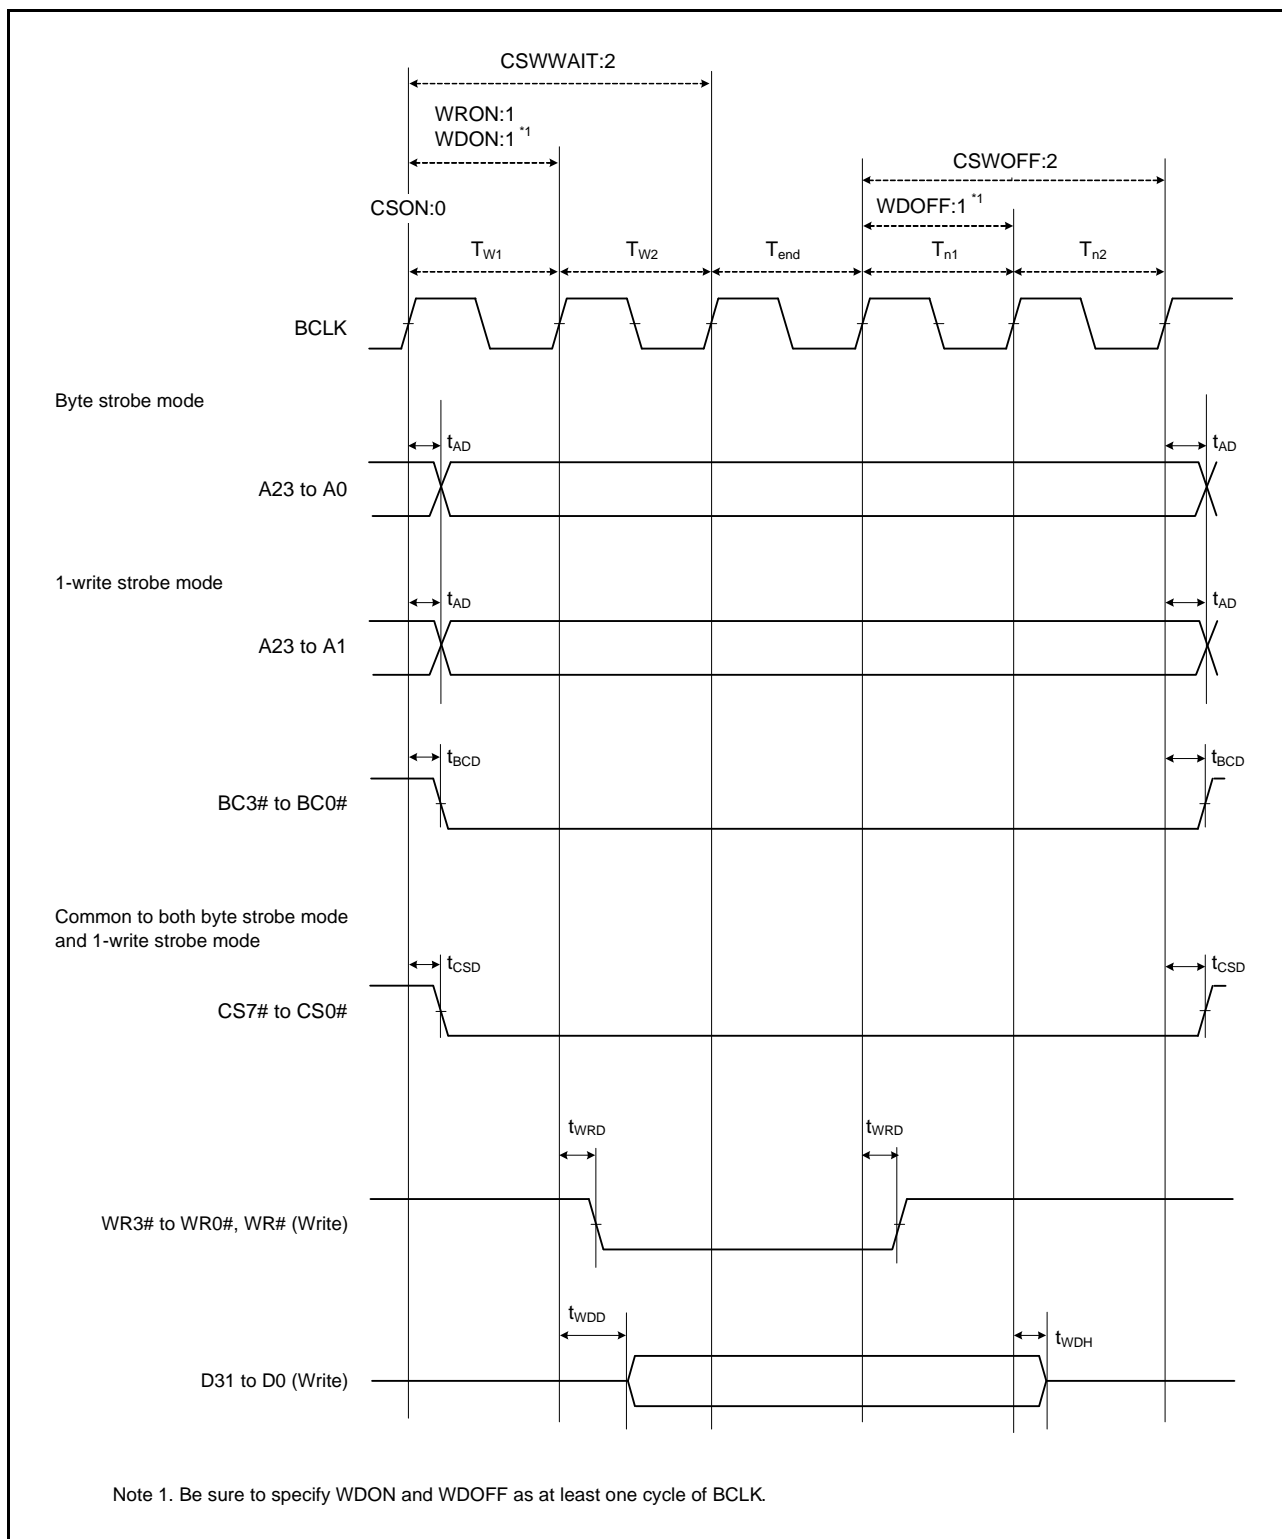 CSWWAIT:2
WRON:1
WDON:1 *1
CSWOFF:2
CSON:0
WDOFF:1 *1
TW1 TW2 Tend Tn1 Tn2
BCLK
Byte strobe mode
tAD tAD
A23 to A0
1-write strobe mode
tAD tAD
A23 to A1
tBCD tBCD
BC3# to BC0#
Common to both byte strobe mode
and 1-write strobe mode
tCSD tCSD
CS7# to CS0#
tWRD tWRD
WR3# to WR0#, WR# (Write)
tWDD tWDH
D31 to D0 (Write)
Note 1. Be sure to specify WDON and WDOFF as at least one cycle of BCLK.